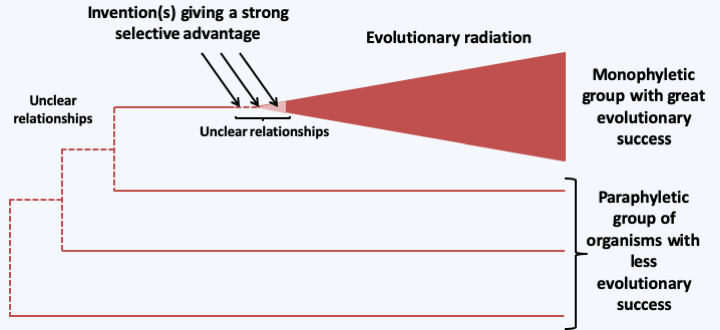 Invention(s) giving a strong
selective advantage
Evolutionary radiation
Unclear
relationships
Unclear relationships
Monophyletic
group with great
evolutionary
success
Paraphyletic
group of
organisms with
less
evolutionary
success